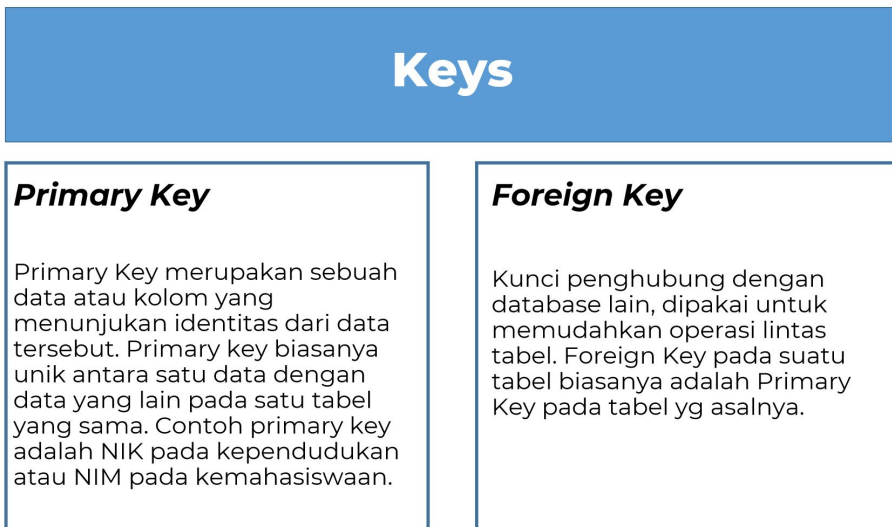 Keys
Primary Key
Primary Key merupakan sebuah
data atau kolom yang
menunjukan identitas dari data
tersebut. Primary key biasanya
unik antara satu data dengan
data yang lain pada satu tabel
yang sama. Contoh primary key
adalah NIK pada kependudukan
atau NIM pada kemahasiswaan.
Foreign Key
Kunci penghubung dengan
database lain, dipakai untuk
memudahkan operasi lintas
tabel. Foreign Key pada suatu
tabel biasanya adalah Primary
Key pada tabel yg asalnya.